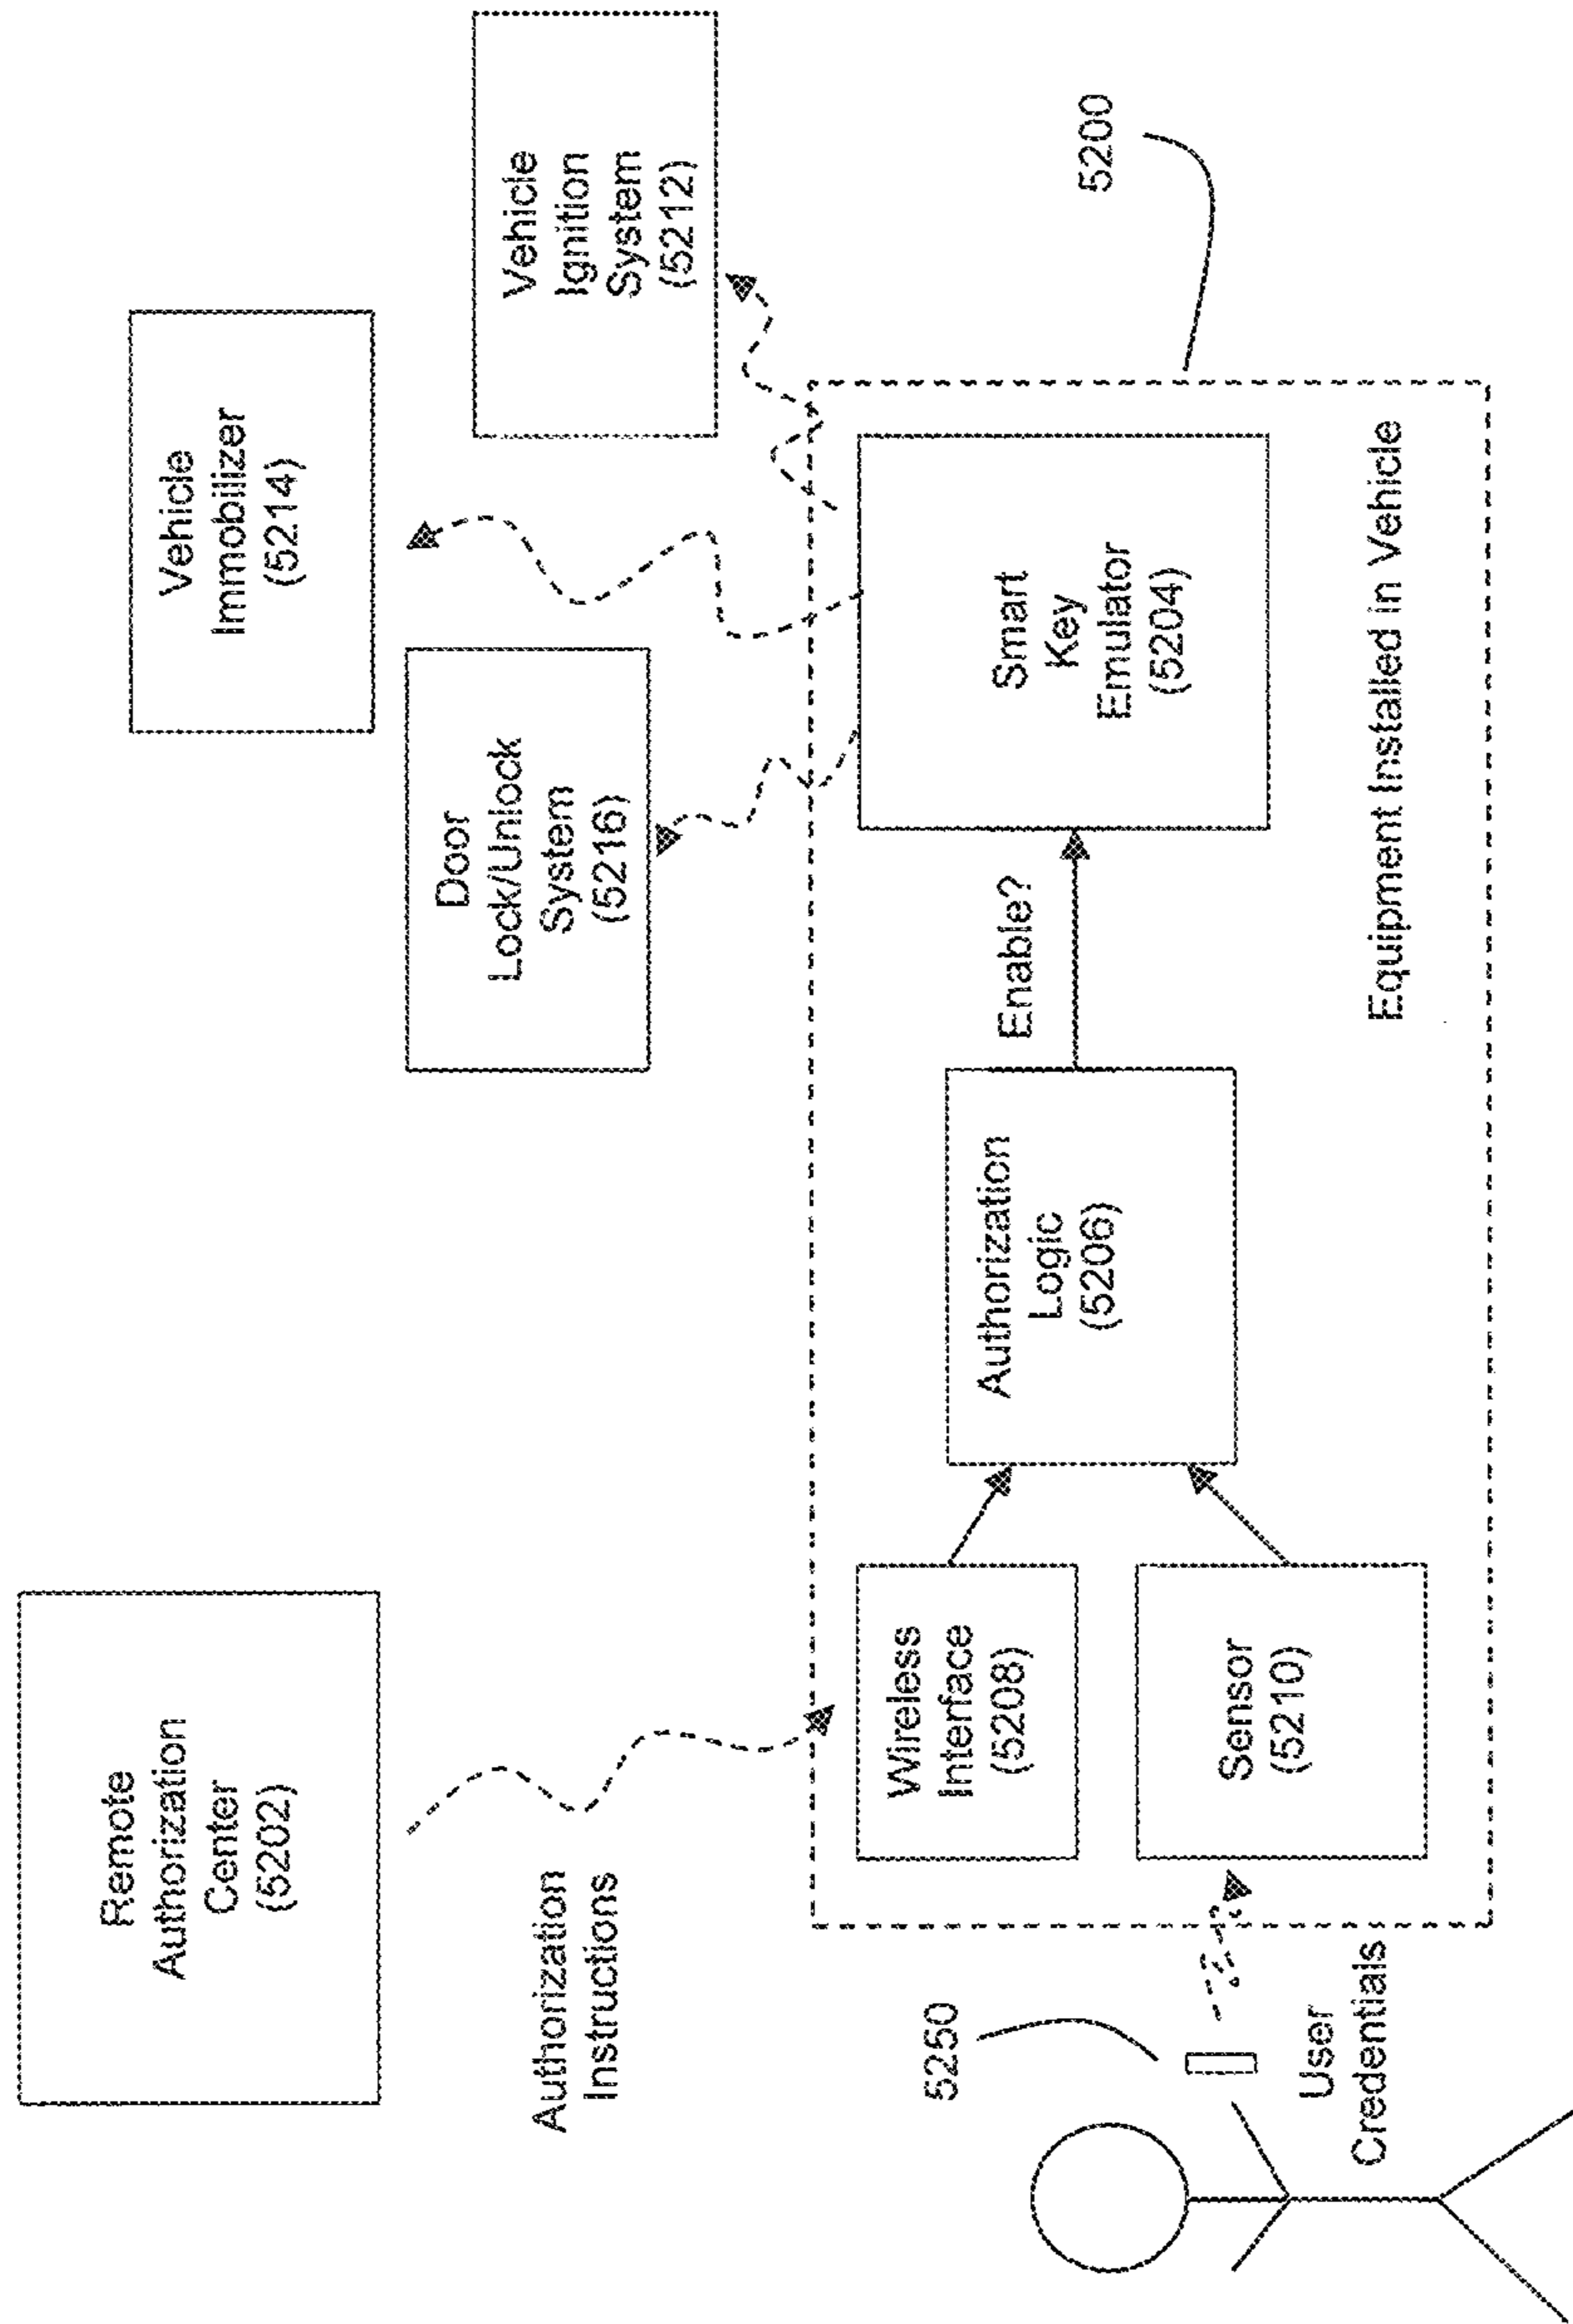 Remote
Authorization
Center
(5202)
Authorization
Instructions
Vehicle
Immobilizer
(5214)
Door
Lock/Unlock
System
(5216)
Vehicle
Ignition
System
(5212)
5200
5250
User
Credentials
Wireless
Interface
(5208)
Sensor
(5210)
Authorization
Logic
(5206)
Enable?
Smart
Key
Emulator
(5204)
Equipment Installed in Vehicle